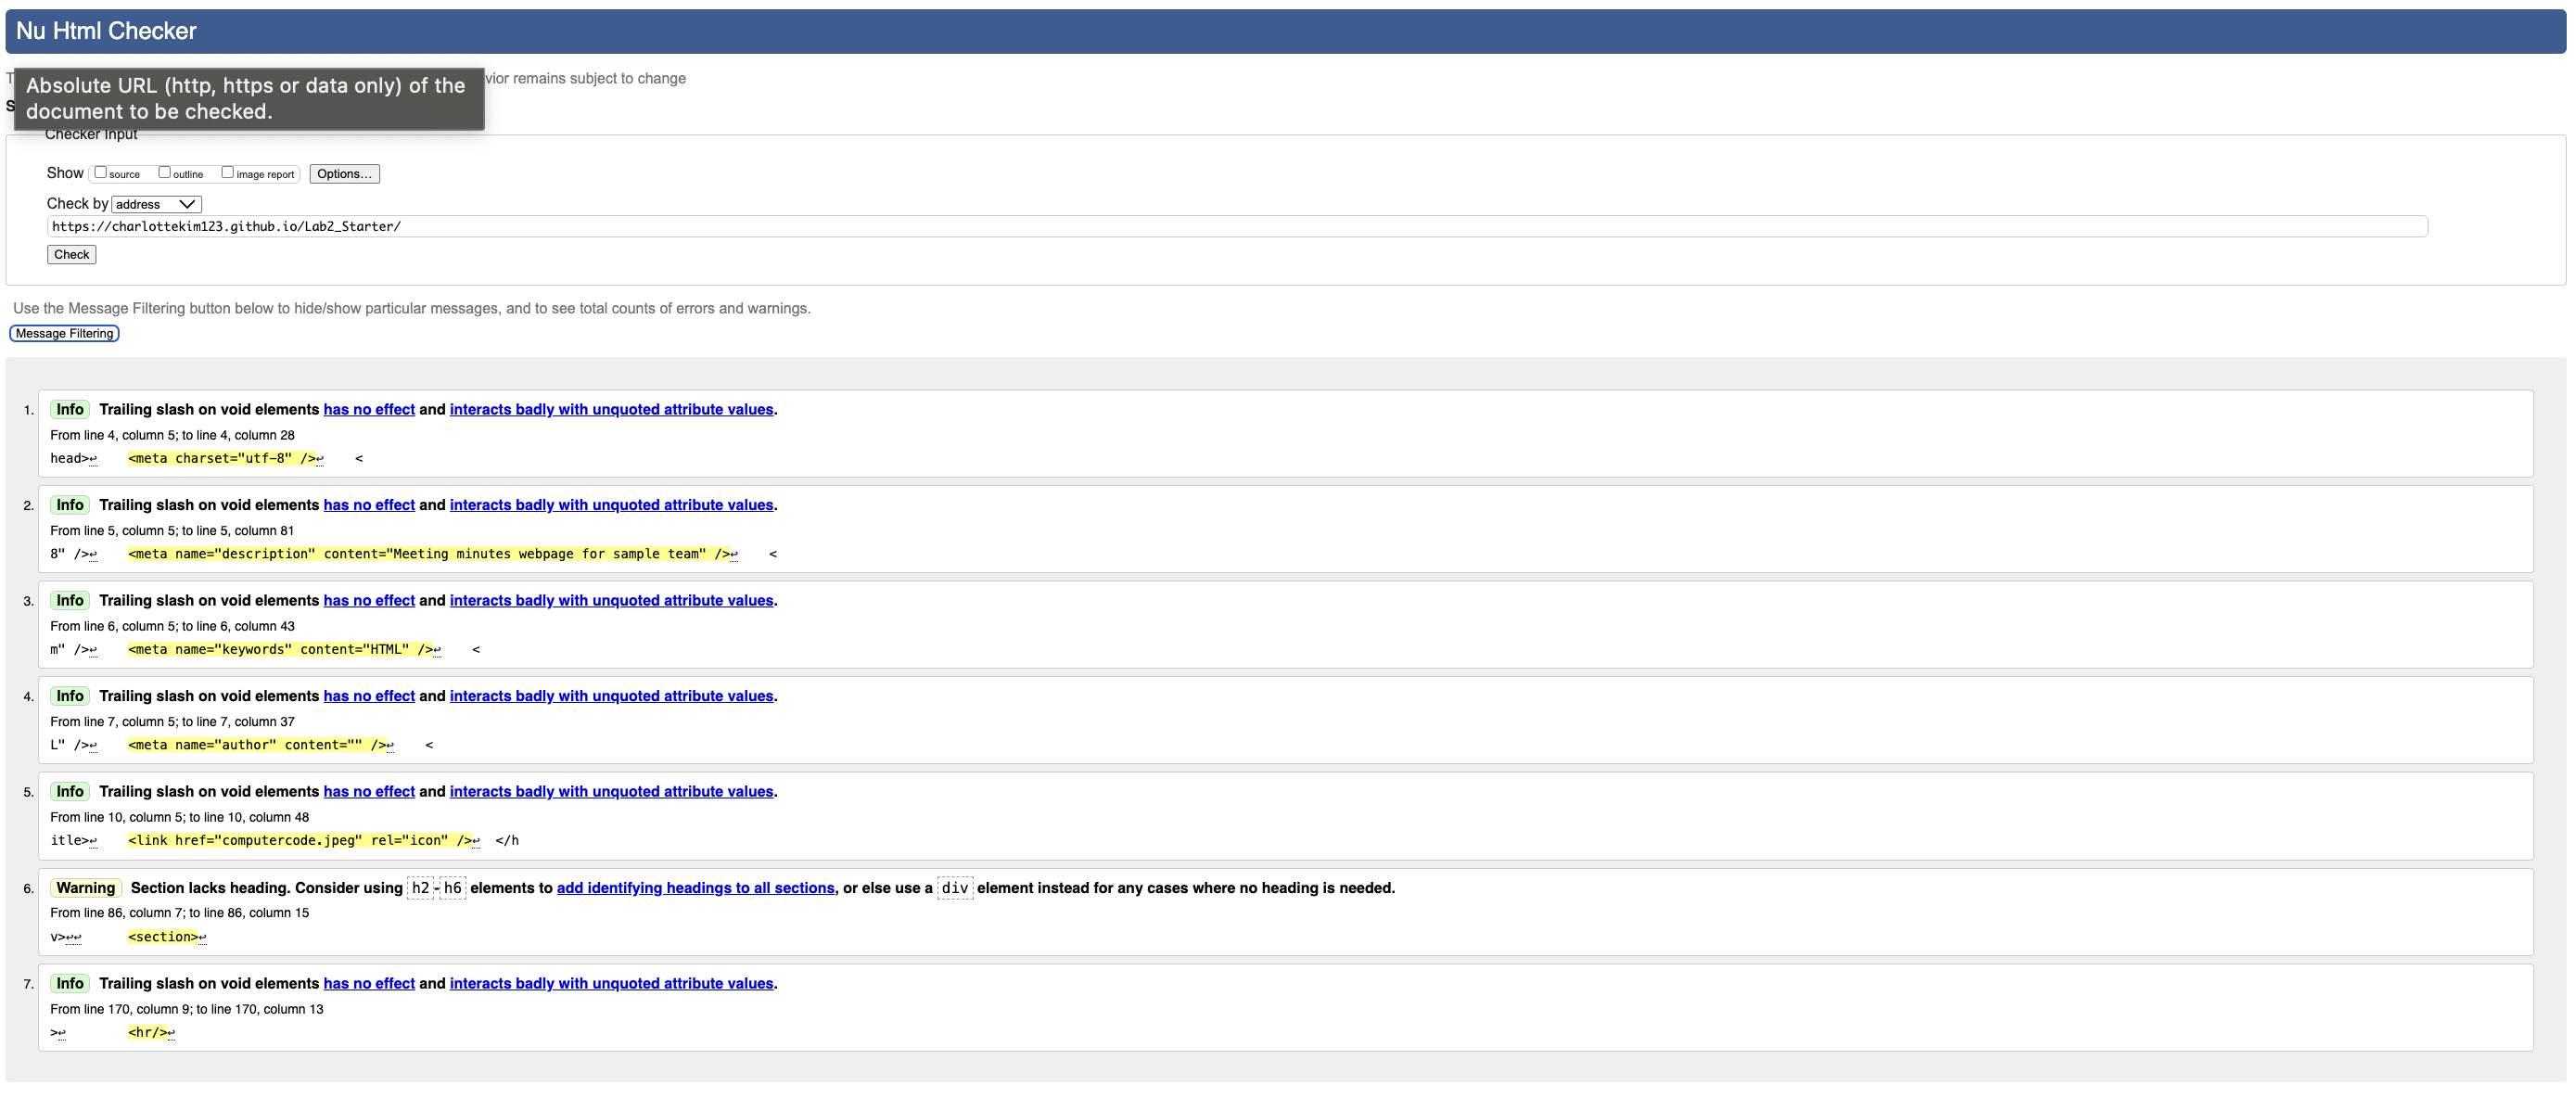 Nu Html Checker
Absolute URL (http, https or data only) of the
document to be checked.
vior remains subject to change
Checker Input
Show source outline image report Options...
Check by address
https://charlottekim123.github.io/Lab2_Starter/
Check
Use the Message Filtering button below to hide/show particular messages, and to see total counts of errors and warnings.
Message Filtering
1. Info Trailing slash on void elements has no effect and interacts badly with unquoted attribute values.
From line 4, column 5; to line 4, column 28
head>↩ <meta charset="utf-8" />↩ <
2. Info Trailing slash on void elements has no effect and interacts badly with unquoted attribute values.
From line 5, column 5; to line 5, column 81
8" />↩ <meta name="description" content="Meeting minutes webpage for sample team" />↩ <
3. Info Trailing slash on void elements has no effect and interacts badly with unquoted attribute values.
From line 6, column 5; to line 6, column 43
m" />↩ <meta name="keywords" content="HTML" />↩ <
4. Info Trailing slash on void elements has no effect and interacts badly with unquoted attribute values.
From line 7, column 5; to line 7, column 37
L" />↩ <meta name="author" content="" />↩ <
5. Info Trailing slash on void elements has no effect and interacts badly with unquoted attribute values.
From line 10, column 5; to line 10, column 48
itle>↩ <link href="computercode.jpeg" rel="icon" />↩ </h
6. Warning Section lacks heading. Consider using h2-h6 elements to add identifying headings to all sections, or else use a div element instead for any cases where no heading is needed.
From line 86, column 7; to line 86, column 15
v>↩↩ <section>↩
7. Info Trailing slash on void elements has no effect and interacts badly with unquoted attribute values.
From line 170, column 9; to line 170, column 13
>↩ <hr/>↩